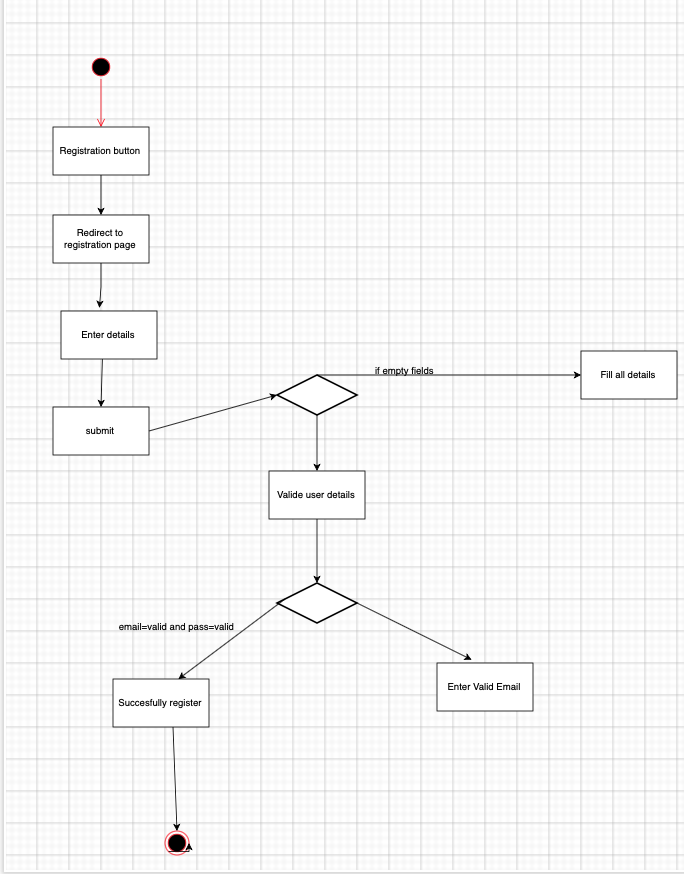 Registration button
Redirect to
registration page
Enter details
if empty fields
Fill all details
submit
Valide user details
email=valid and pass=valid
Enter Valid Email
Succesfully register